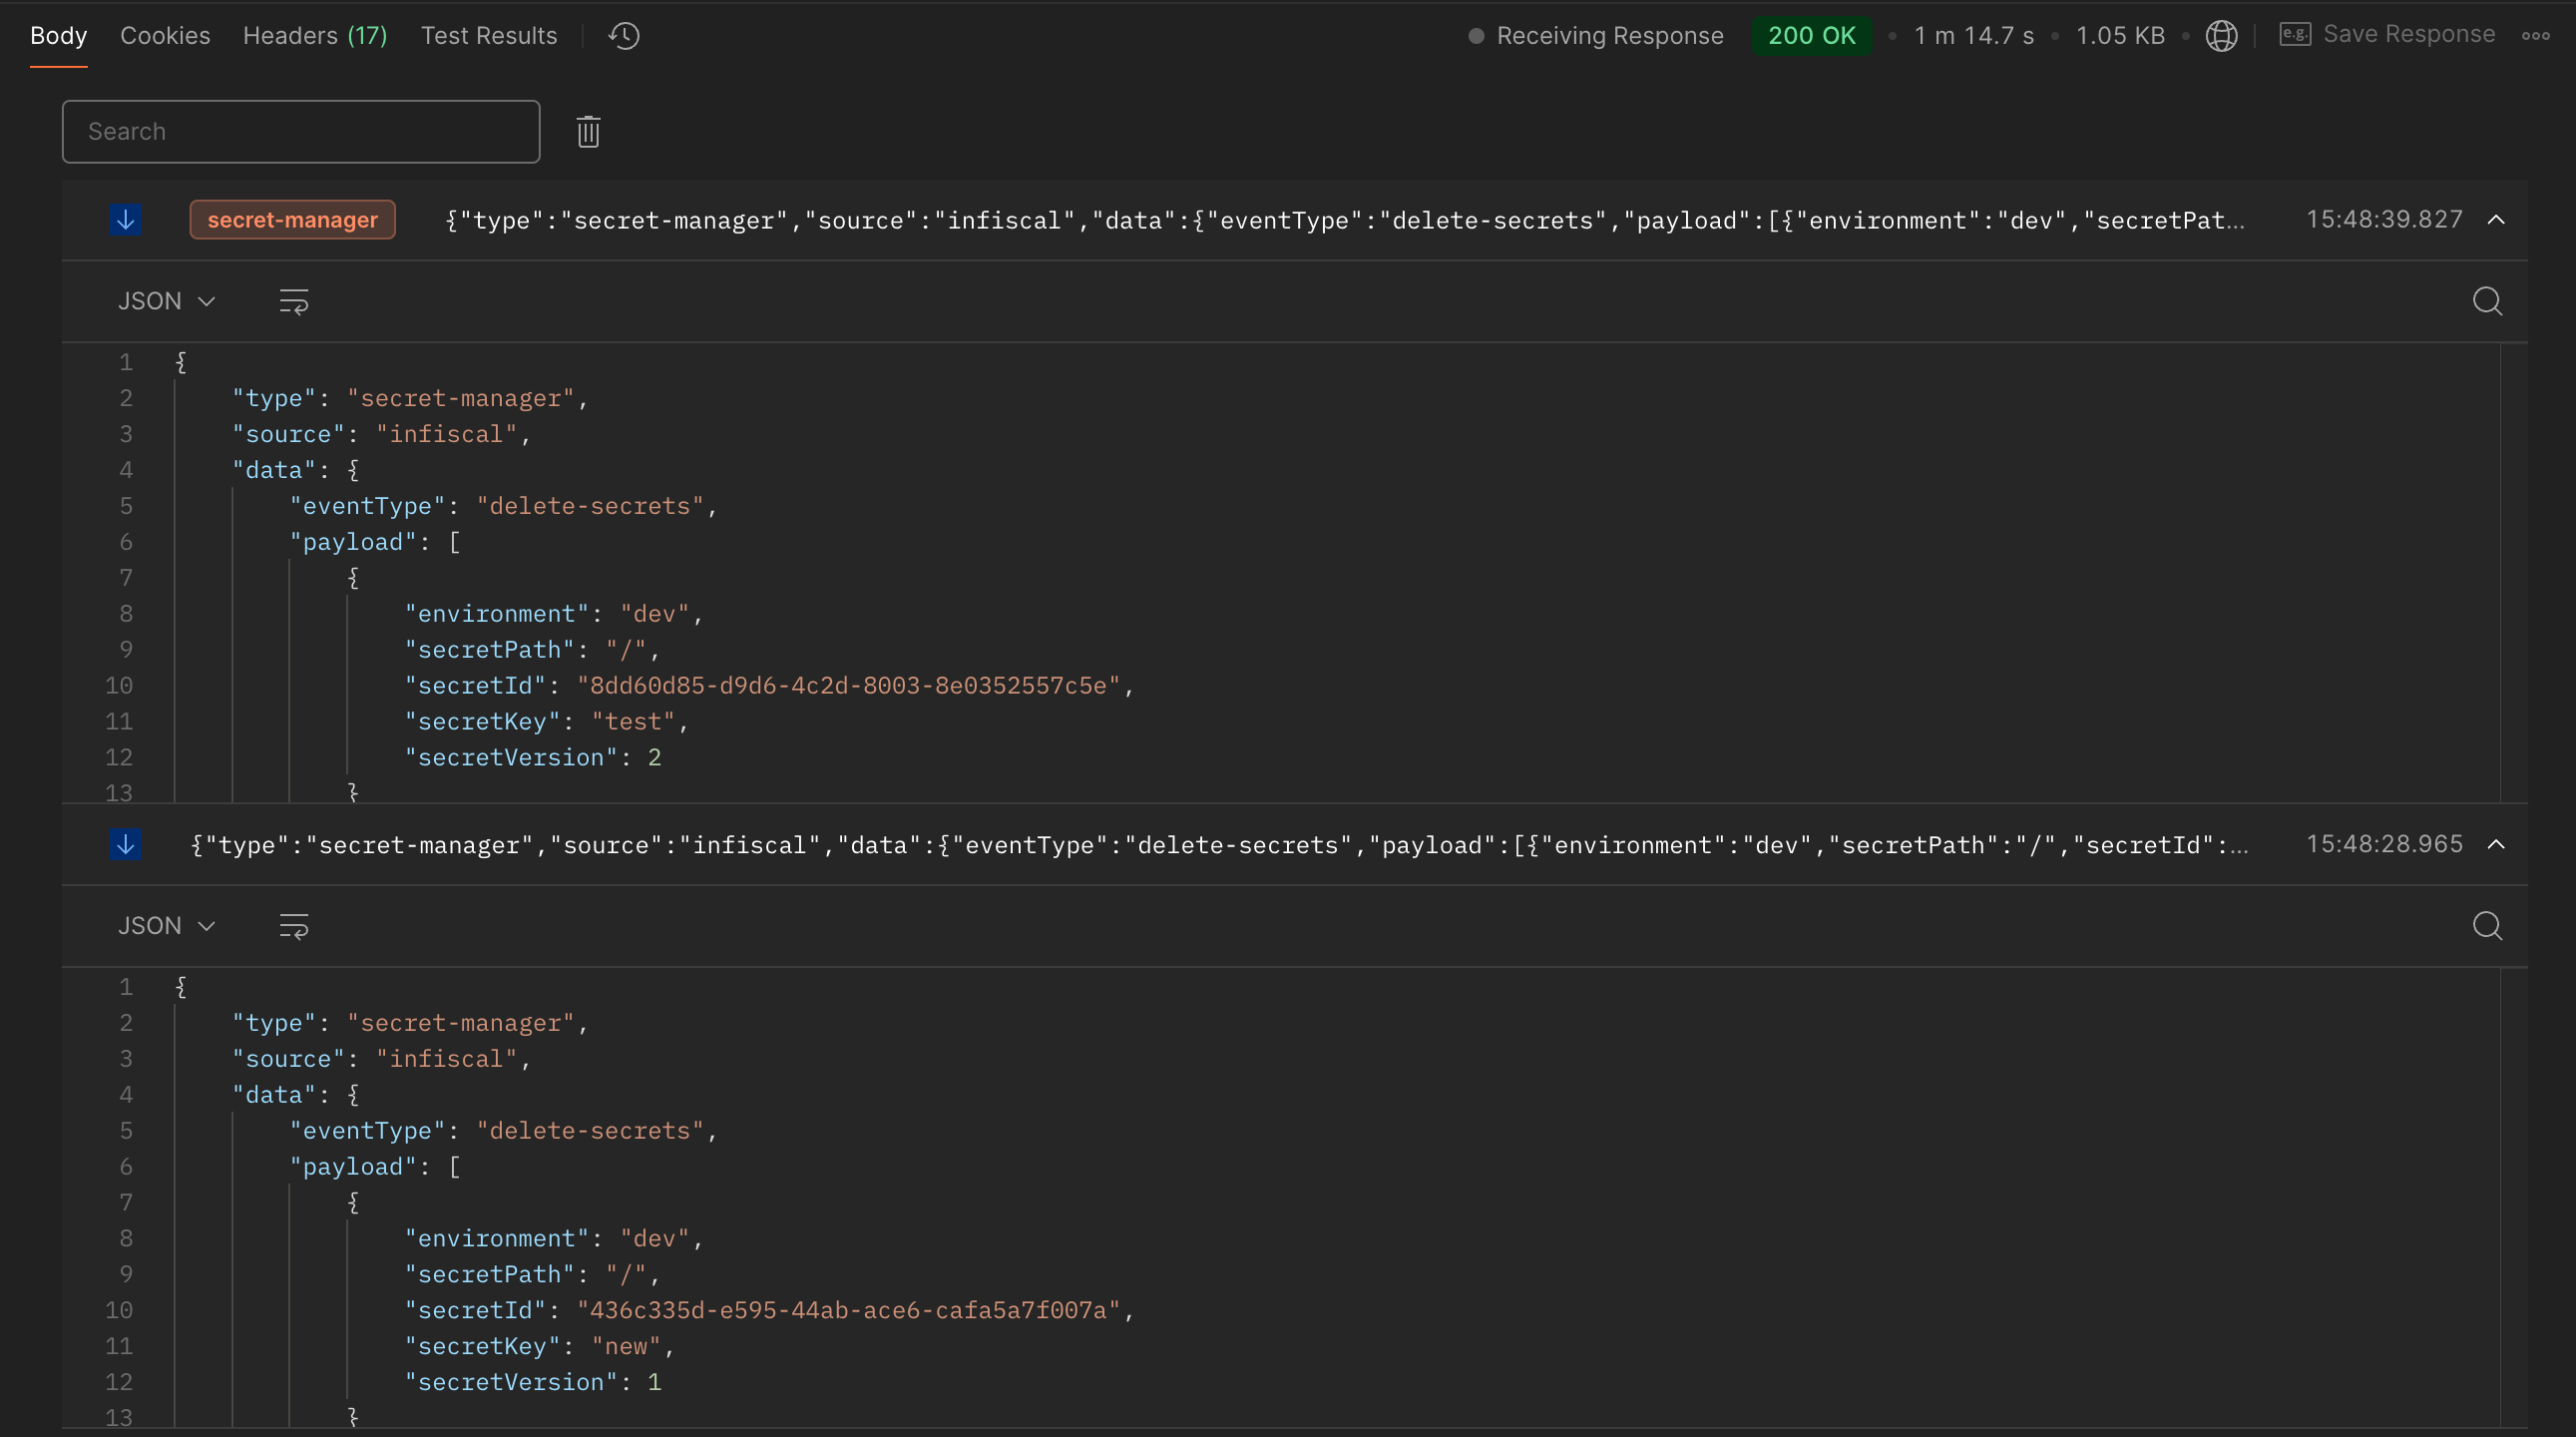 Body Cookies Headers (17) Test Results Receiving Response 200 OK • 1 m 14.7 s • 1.05 KB • e.g. Save Response
Search
secret-manager {"type":"secret-manager","source":"infiscal","data":{"eventType":"delete-secrets","payload":[{"environment":"dev","secretPat... 15:48:39.827
JSON
1 {
2 "type": "secret-manager",
3 "source": "infiscal",
4 "data": {
5 "eventType": "delete-secrets",
6 "payload": [
7 {
8 "environment": "dev",
9 "secretPath": "/",
10 "secretId": "8dd60d85-d9d6-4c2d-8003-8e0352557c5e",
11 "secretKey": "test",
12 "secretVersion": 2
13 }
{"type":"secret-manager","source":"infiscal","data":{"eventType":"delete-secrets","payload":[{"environment":"dev","secretPath":"/","secretId":... 15:48:28.965
JSON
1 {
2 "type": "secret-manager",
3 "source": "infiscal",
4 "data": {
5 "eventType": "delete-secrets",
6 "payload": [
7 {
8 "environment": "dev",
9 "secretPath": "/",
10 "secretId": "436c335d-e595-44ab-ace6-cafa5a7f007a",
11 "secretKey": "new",
12 "secretVersion": 1
13 }